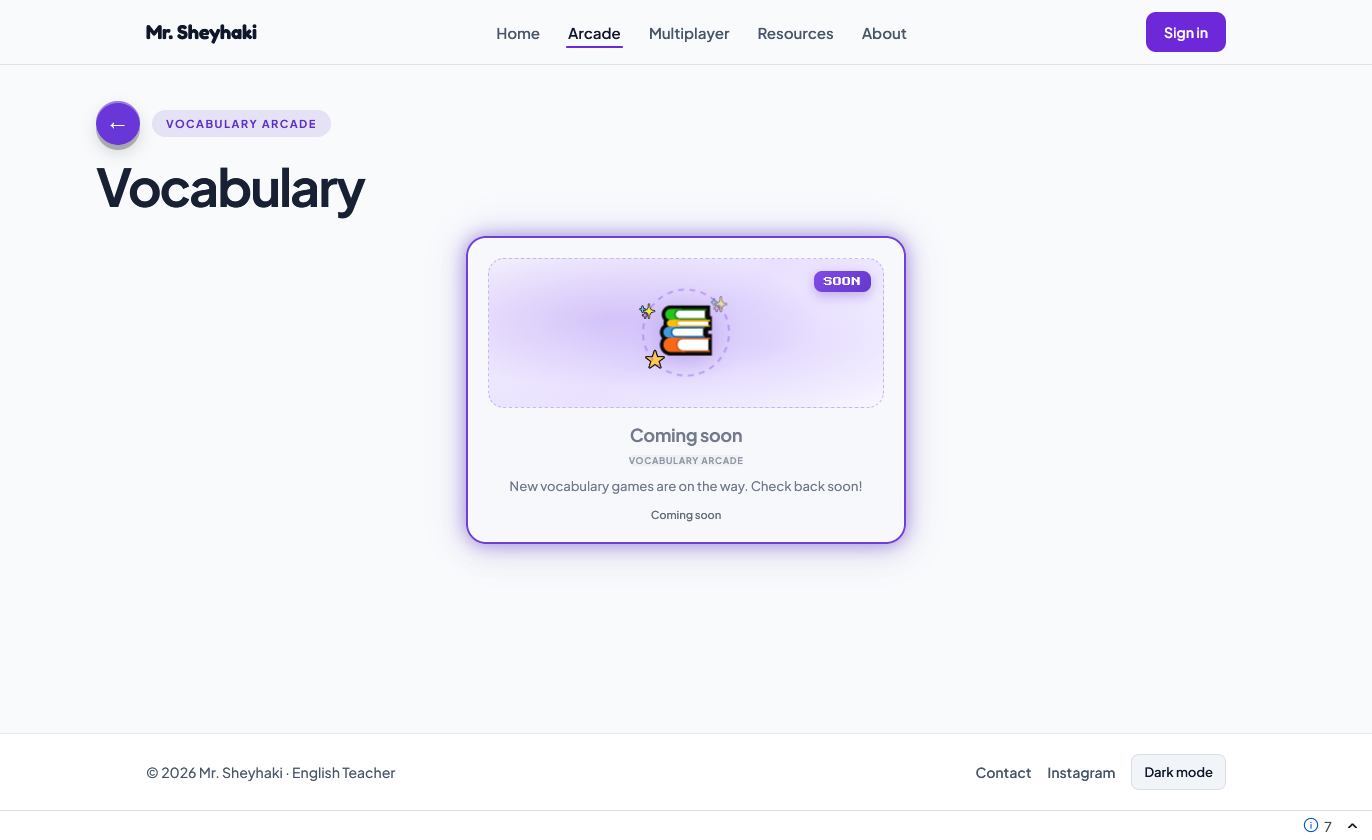 Mr. Sheyhaki
Home Arcade Multiplayer Resources About
Sign in
←
VOCABULARY ARCADE
Vocabulary
SOON
Coming soon
VOCABULARY ARCADE
New vocabulary games are on the way. Check back soon!
Coming soon
© 2026 Mr. Sheyhaki · English Teacher
Contact Instagram Dark mode
7